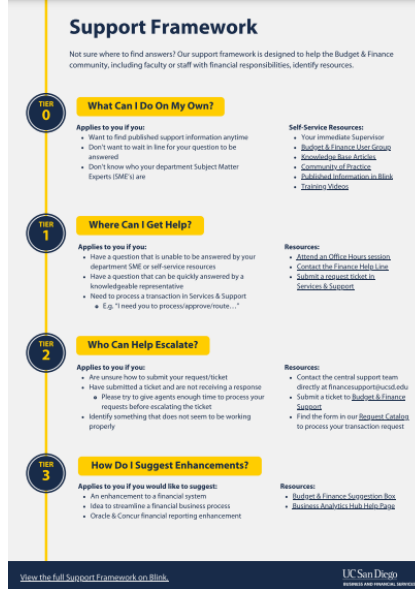 Support Framework
Not sure where to find answers? Our support framework is designed to help the Budget & Finance
community, including faculty or staff with financial responsibilities, identify resources.
TIER
0
What Can I Do On My Own?
Applies to you if you:
• Want to find published support information anytime
• Don't want to wait in line for your question to be
answered
• Don't know who your department Subject Matter
Experts (SME's) are
Self-Service Resources:
• Your immediate Supervisor
• Budget & Finance User Group
• Knowledge Base Articles
• Community of Practice
• Published Information in Blink
• Training Videos
TIER
1
Where Can I Get Help?
Applies to you if you:
• Have a question that is unable to be answered by your
department SME or self-service resources
• Have a question that can be quickly answered by a
knowledgeable representative
• Need to process a transaction in Services & Support
E.g. "I need you to process/approve/route…"
Resources:
• Attend an Office Hours session
• Contact the Finance Help Line
• Submit a request ticket in
Services & Support
TIER
2
Who Can Help Escalate?
Applies to you if you:
• Are unsure how to submit your request/ticket
• Have submitted a ticket and are not receiving a response
Please try to give agents enough time to process your
requests before escalating the ticket
• Identify something that does not seem to be working
properly
Resources:
• Contact the central support team
directly at financesupport@ucsd.edu
• Submit a ticket to Budget & Finance
Support
• Find the form in our Request Catalog
to process your transaction request
TIER
3
How Do I Suggest Enhancements?
Applies to you if you would like to suggest:
• An enhancement to a financial system
• Idea to streamline a financial business process
• Oracle & Concur financial reporting enhancement
Resources:
• Budget & Finance Suggestion Box
• Business Analytics Hub Help Page
View the full Support Framework on Blink.
UC San Diego
BUSINESS AND FINANCIAL SERVICES